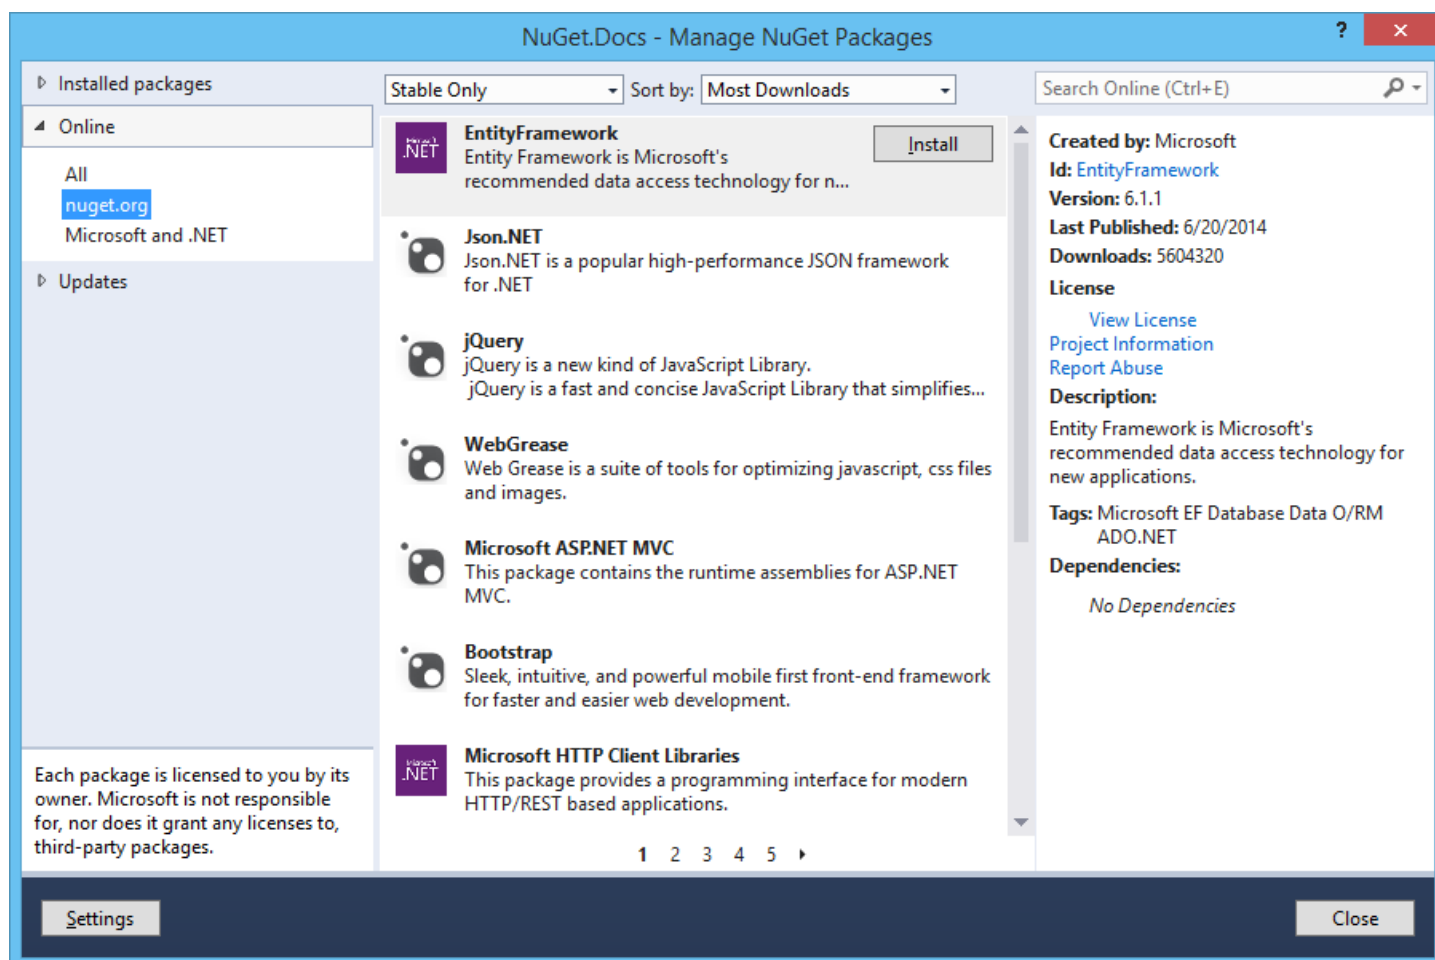 NuGet.Docs - Manage NuGet Packages
?
Installed packages
Online
All
nuget.org
Microsoft and .NET
Updates
Each package is licensed to you by its
owner. Microsoft is not responsible
for, nor does it grant any licenses to,
third-party packages.
Stable Only
Sort by: Most Downloads
Microsoft
.NET
EntityFramework
Entity Framework is Microsoft's
recommended data access technology for n...
Install
Json.NET
Json.NET is a popular high-performance JSON framework
for .NET
jQuery
jQuery is a new kind of JavaScript Library.
jQuery is a fast and concise JavaScript Library that simplifies...
WebGrease
Web Grease is a suite of tools for optimizing javascript, css files
and images.
Microsoft ASP.NET MVC
This package contains the runtime assemblies for ASP.NET
MVC.
Bootstrap
Sleek, intuitive, and powerful mobile first front-end framework
for faster and easier web development.
Microsoft
.NET
Microsoft HTTP Client Libraries
This package provides a programming interface for modern
HTTP/REST based applications.
1 2 3 4 5
Search Online (Ctrl+E)
Created by: Microsoft
Id: EntityFramework
Version: 6.1.1
Last Published: 6/20/2014
Downloads: 5604320
License
View License
Project Information
Report Abuse
Description:
Entity Framework is Microsoft's
recommended data access technology for
new applications.
Tags: Microsoft EF Database Data O/RM
ADO.NET
Dependencies:
No Dependencies
Settings
Close